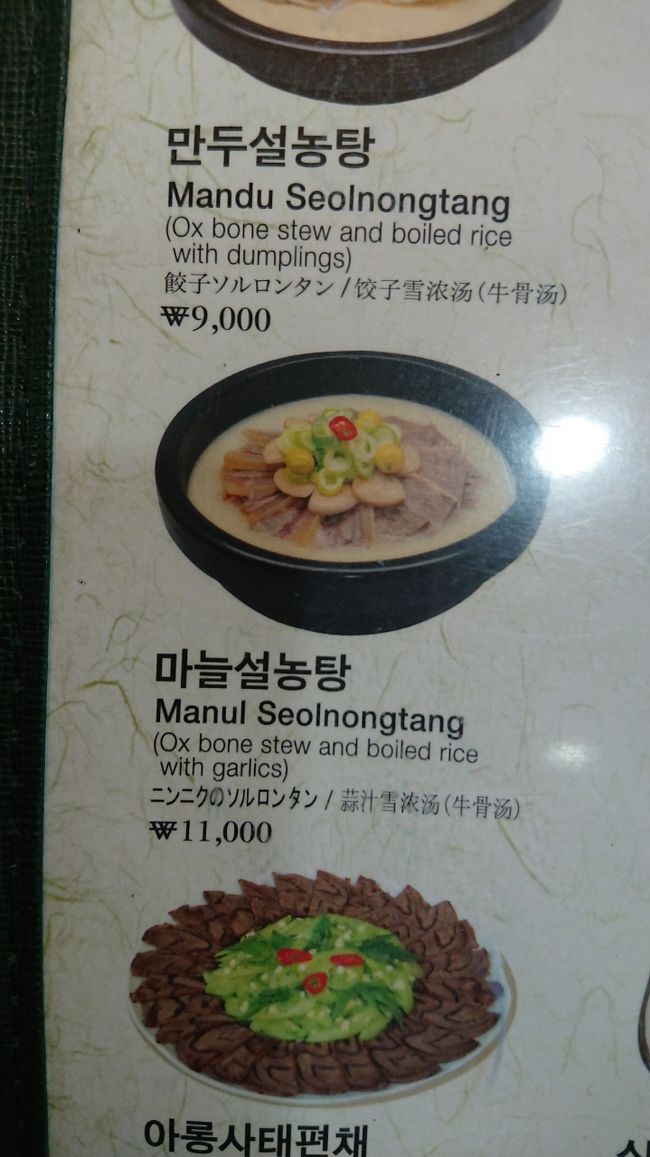 만두설농탕
Mandu Seolnongtang
(Ox bone stew and boiled rice
with dumplings)
餃子ソルロンタン / 饺子雪浓汤(牛骨汤)
₩9,000
마늘설농탕
Manul Seolnongtang
(Ox bone stew and boiled rice
with garlics)
ニンニクのソルロンタン / 蒜汁雪浓汤(牛骨汤)
₩11,000
아롱사태편채